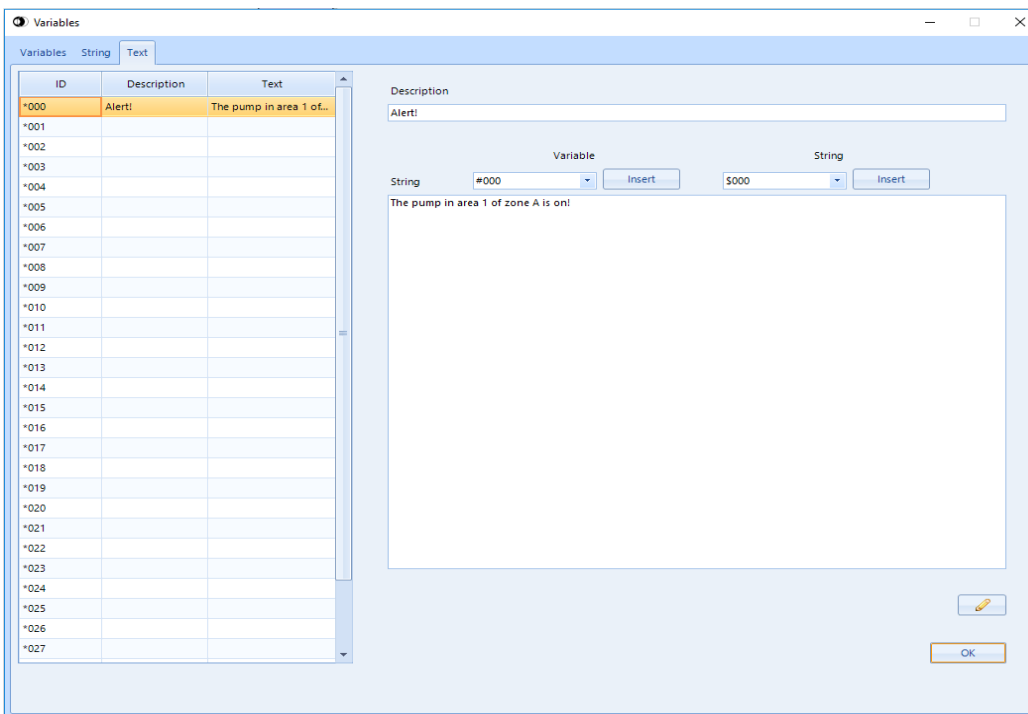 Variables
Variables String Text
ID Description Text
*000 Alert! The pump in area 1 of...
*001
*002
*003
*004
*005
*006
*007
*008
*009
*010
*011
*012
*013
*014
*015
*016
*017
*018
*019
*020
*021
*022
*023
*024
*025
*026
*027
Description
Alert!
Variable String
String #000 Insert $000 Insert
The pump in area 1 of zone A is on!
OK